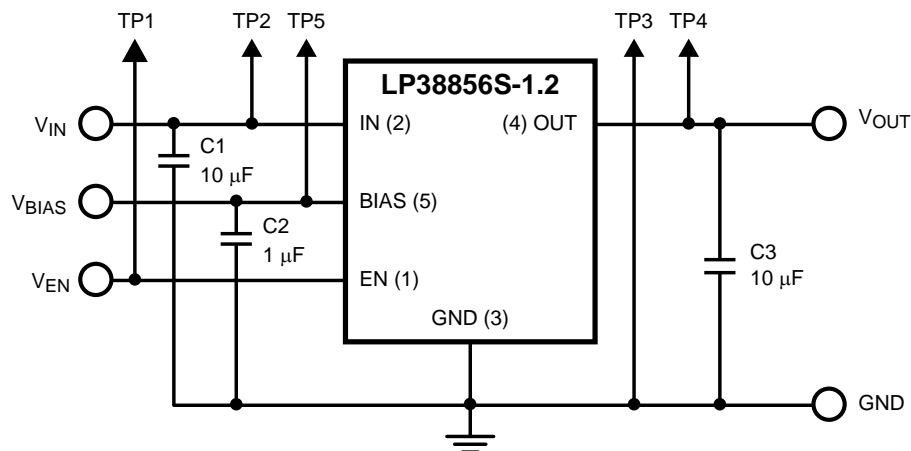 TP1
TP2
TP5
TP3
TP4
LP38856S-1.2
VIN
IN (2)
(4) OUT
VOUT
C1
10 μF
VBIAS
BIAS (5)
C2
1 μF
VEN
EN (1)
C3
10 μF
GND (3)
GND